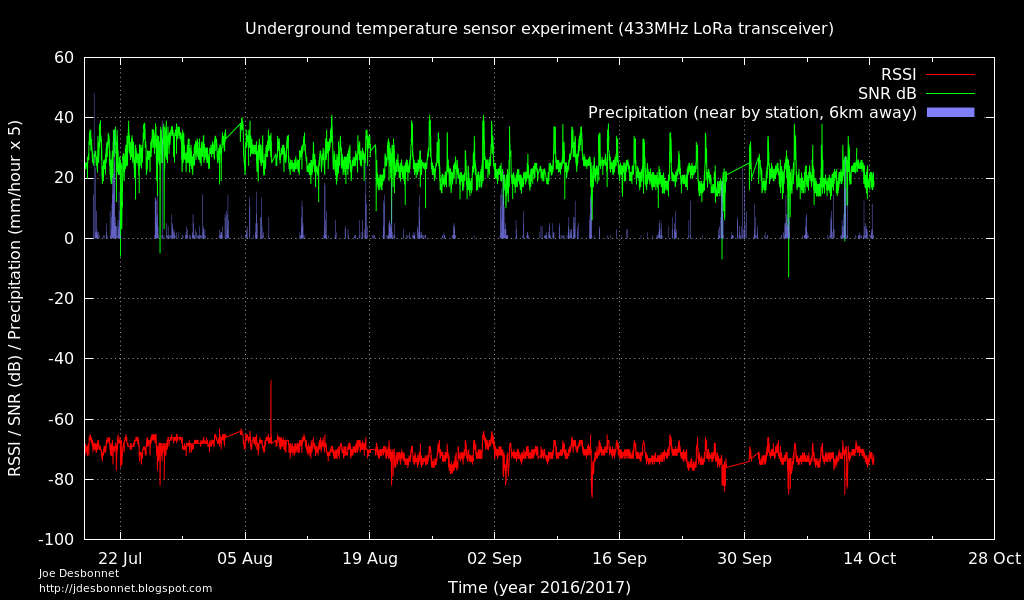 Underground temperature sensor experiment (433MHz LoRa transceiver)
RSSI
SNR dB
Precipitation (near by station, 6km away)
RSSI / SNR (dB) / Precipitation (mm/hour x 5)
60
40
20
0
-20
-40
-60
-80
-100
22 Jul
05 Aug
19 Aug
02 Sep
16 Sep
30 Sep
14 Oct
28 Oct
Time (year 2016/2017)
Joe Desbonnet
http://jdesbonnet.blogspot.com